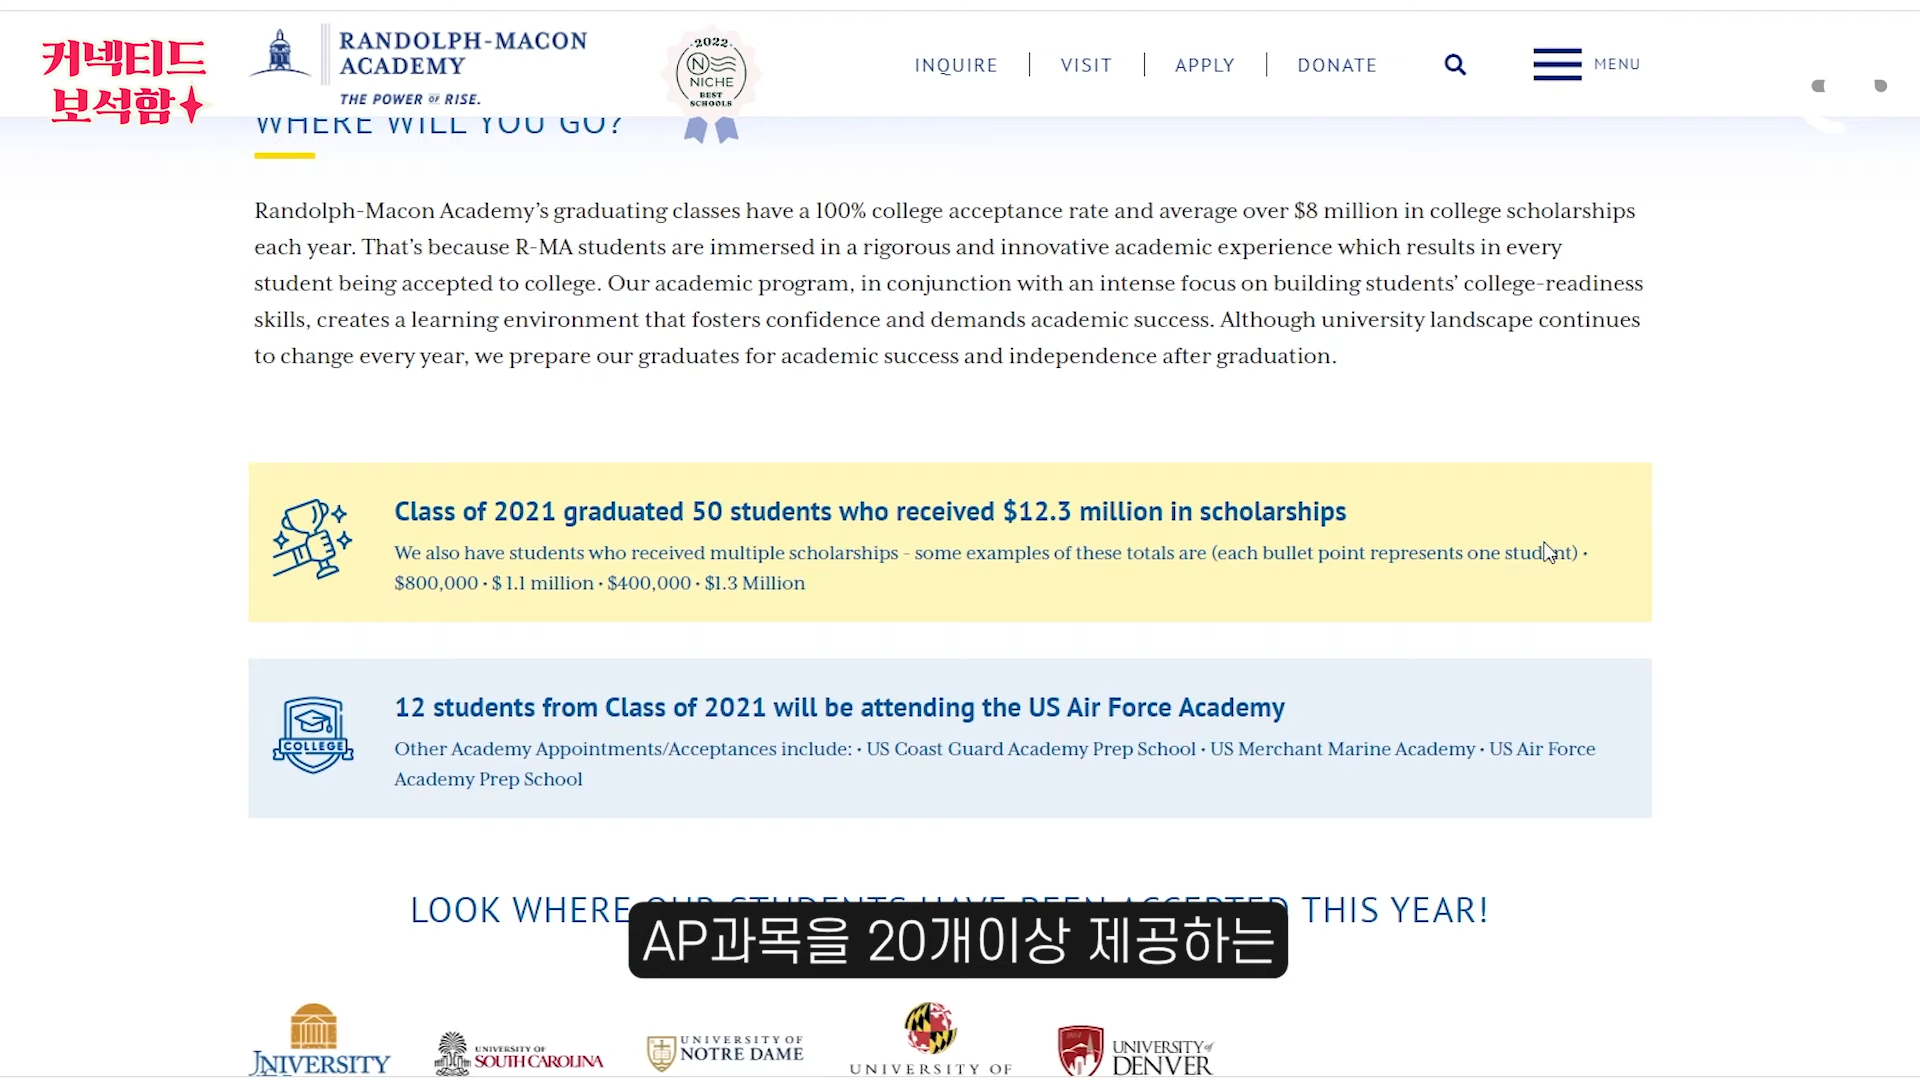 커넥티드
보석함
RANDOLPH-MACON
ACADEMY
THE POWER OF RISE.
2022
NICHE
BEST
SCHOOLS
INQUIRE
VISIT
APPLY
DONATE
MENU
WHERE WILL YOU GO?
Randolph-Macon Academy’s graduating classes have a 100% college acceptance rate and average over $8 million in college scholarships
each year. That’s because R-MA students are immersed in a rigorous and innovative academic experience which results in every
student being accepted to college. Our academic program, in conjunction with an intense focus on building students’ college-readiness
skills, creates a learning environment that fosters confidence and demands academic success. Although university landscape continues
to change every year, we prepare our graduates for academic success and independence after graduation.
Class of 2021 graduated 50 students who received $12.3 million in scholarships
We also have students who received multiple scholarships - some examples of these totals are (each bullet point represents one student) •
$800,000 • $ 1.1 million • $400,000 • $1.3 Million
COLLEGE
12 students from Class of 2021 will be attending the US Air Force Academy
Other Academy Appointments/Acceptances include: • US Coast Guard Academy Prep School • US Merchant Marine Academy • US Air Force
Academy Prep School
LOOK WHERE OUR STUDENTS HAVE BEEN ACCEPTED THIS YEAR!
AP과목을 20개이상 제공하는
UNIVERSITY
UNIVERSITY OF
SOUTH CAROLINA
UNIVERSITY OF
NOTRE DAME
UNIVERSITY OF
UNIVERSITY of
DENVER